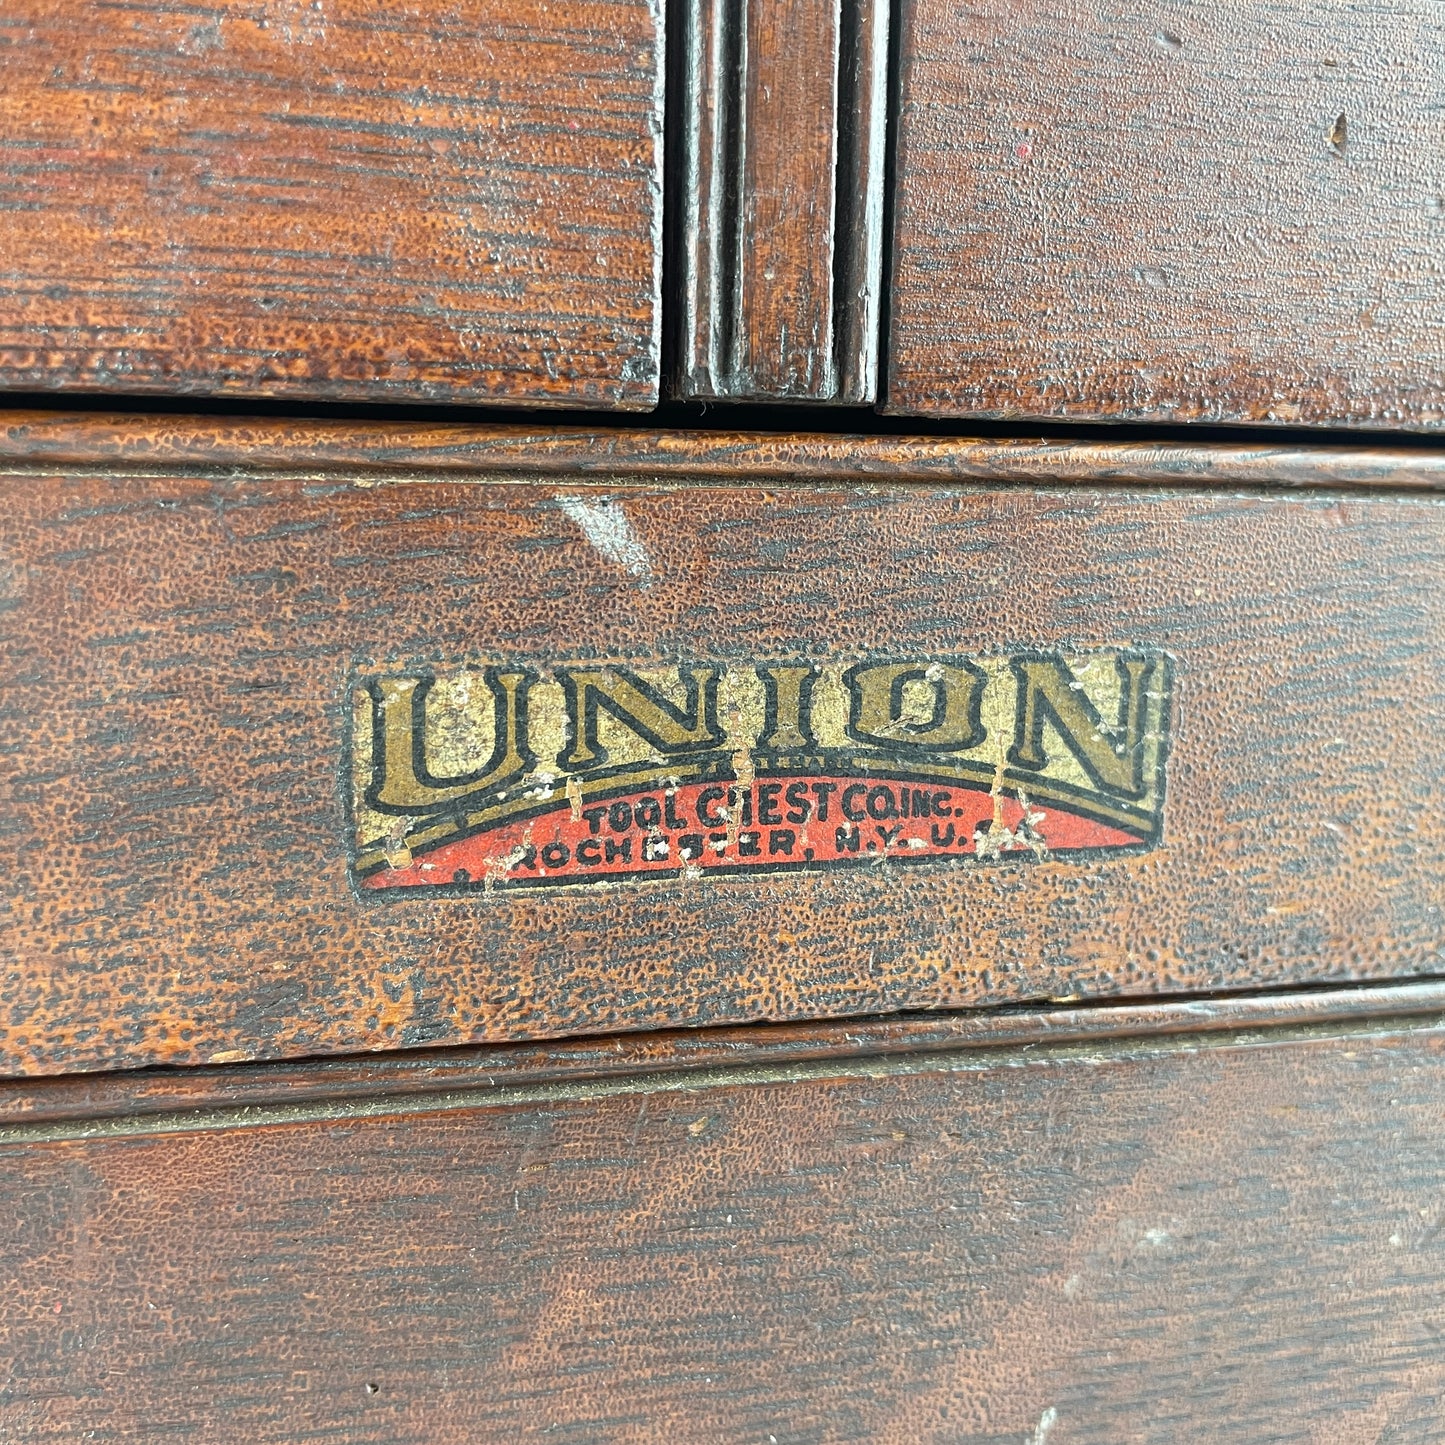 UNION
TOOL CHEST CO.INC.
ROCHESTER, N.Y. U.S.A.